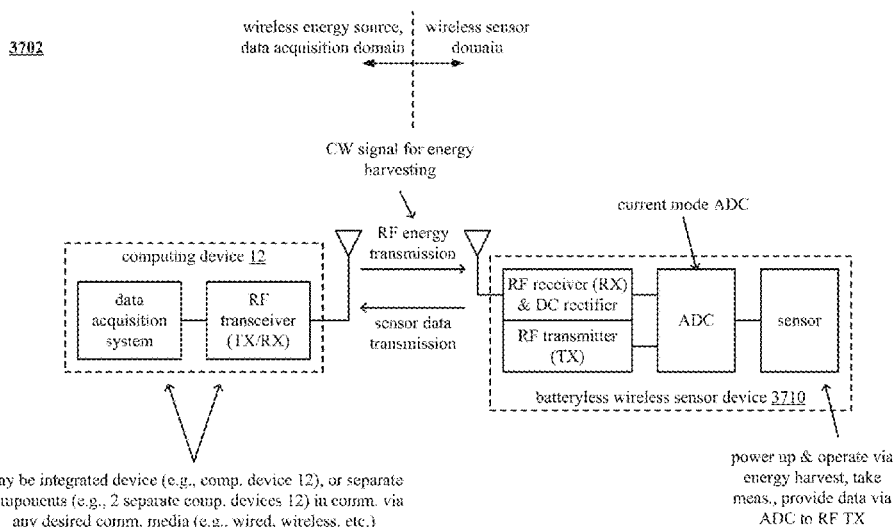 3702
wireless energy source,
data acquisition domain
wireless sensor
domain
CW signal for energy
harvesting
current mode ADC
RF energy
transmission
computing device 12
data
acquisition
system
RF
transceiver
(TX/RX)
sensor data
transmission
RF receiver (RX)
& DC rectifier
RF transmitter
(TX)
ADC
sensor
batteryless wireless sensor device 3710
may be integrated device (e.g., comp. device 12), or separate
components (e.g., 2 separate comp. devices 12) in comm. via
any desired comm. media (e.g., wired, wireless, etc.)
power up & operate via
energy harvest, take
meas., provide data via
ADC to RF TX